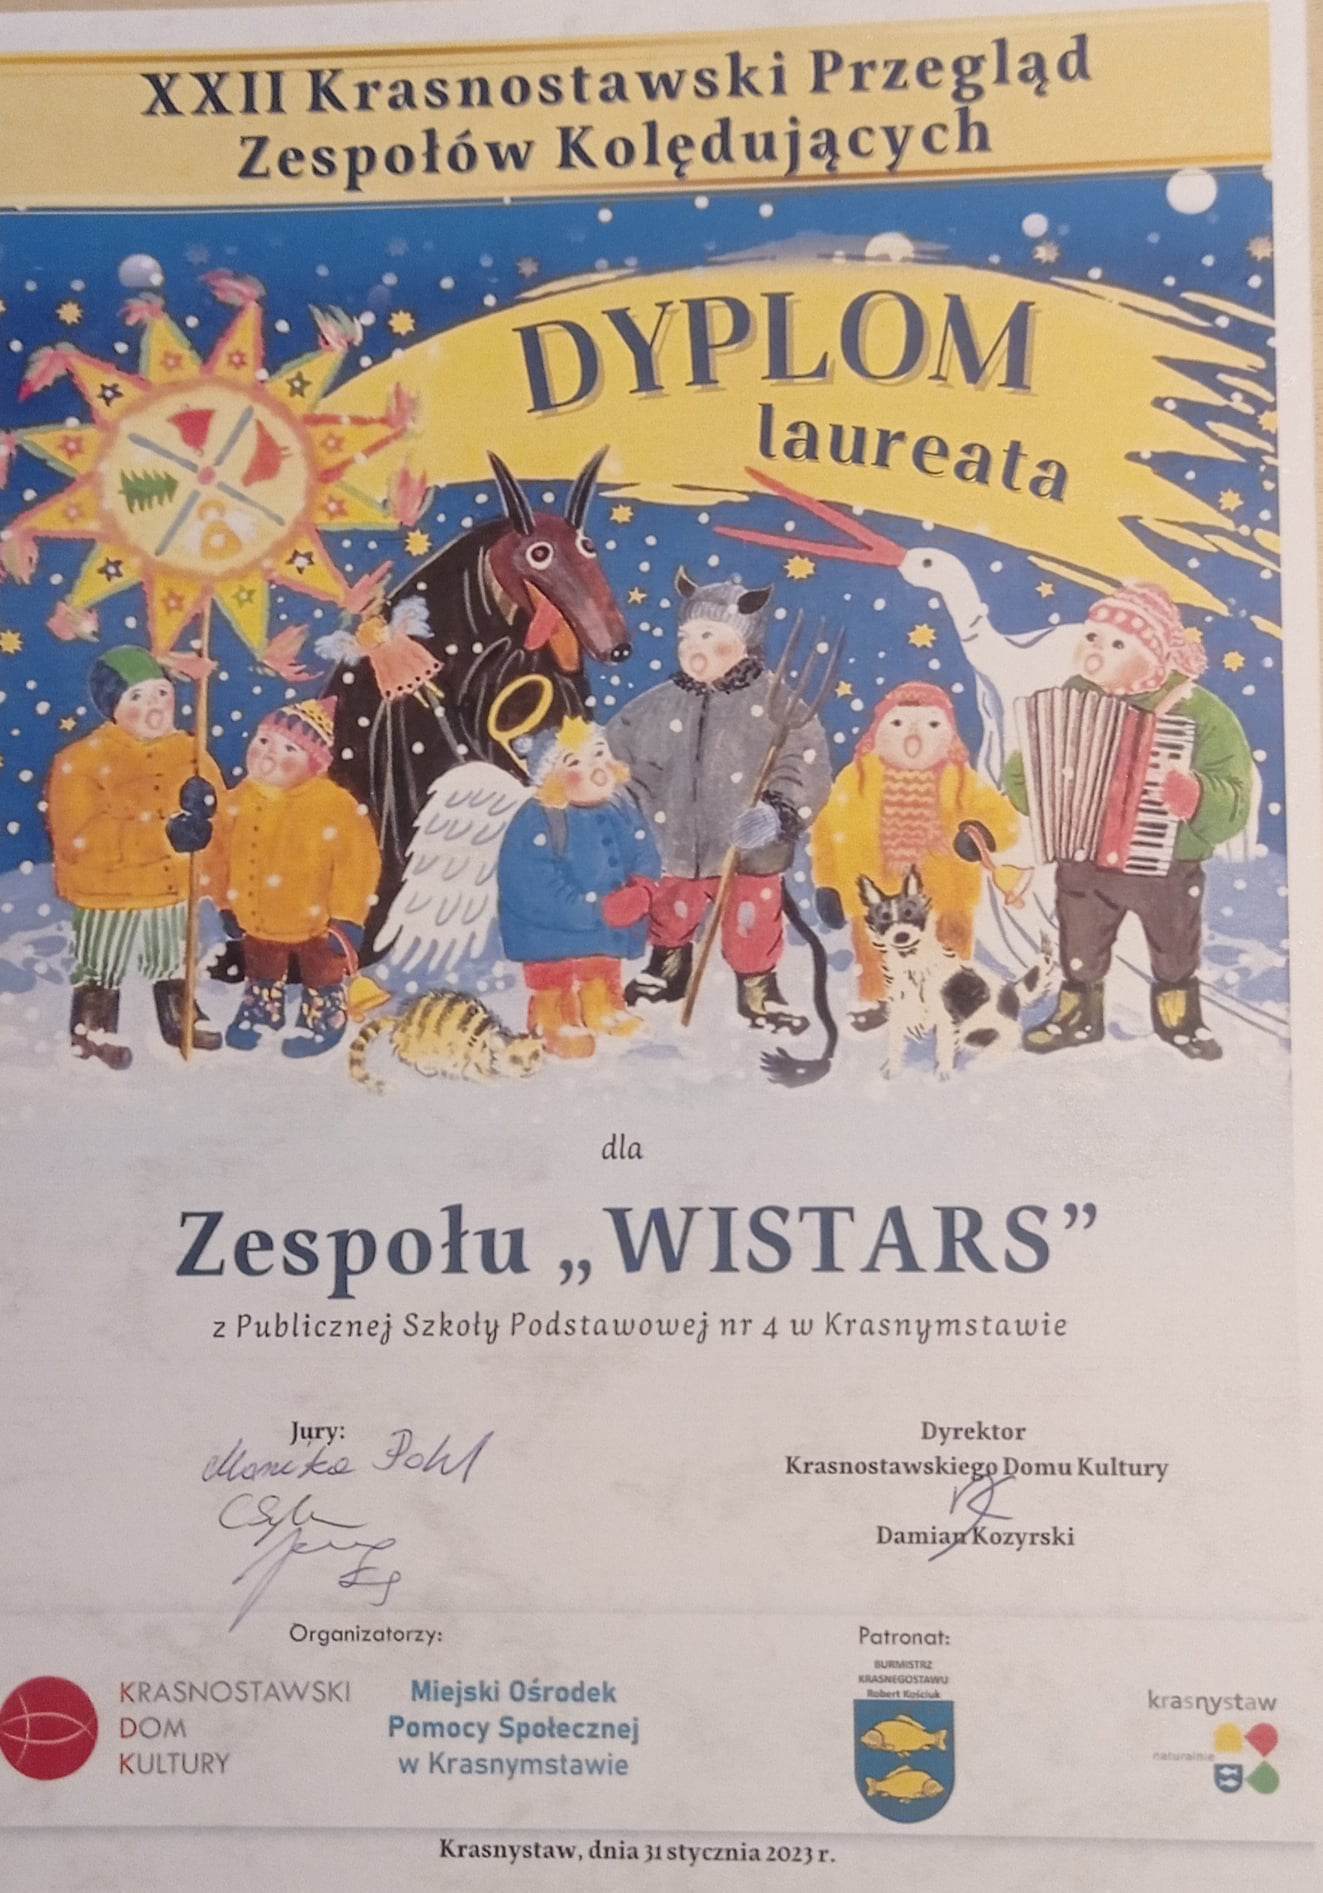 XXII Krasnostawski Przegląd
Zespołów Kolędujących
DYPLOM
laureata
dla
Zespołu „WISTARS”
z Publicznej Szkoły Podstawowej nr 4 w Krasnymstawie
Jury:
Monika Pohl
Dyrektor
Krasnostawskiego Domu Kultury
Damian Kozyrski
Organizatorzy:
KRASNOSTAWSKI
DOM
KULTURY
Miejski Ośrodek
Pomocy Społecznej
w Krasnymstawie
Patronat:
BURMISTRZ
KRASNEGOSTAWU
Robert Kościuk
krasnystaw
naturalnie
Krasnystaw, dnia 31 stycznia 2023 r.